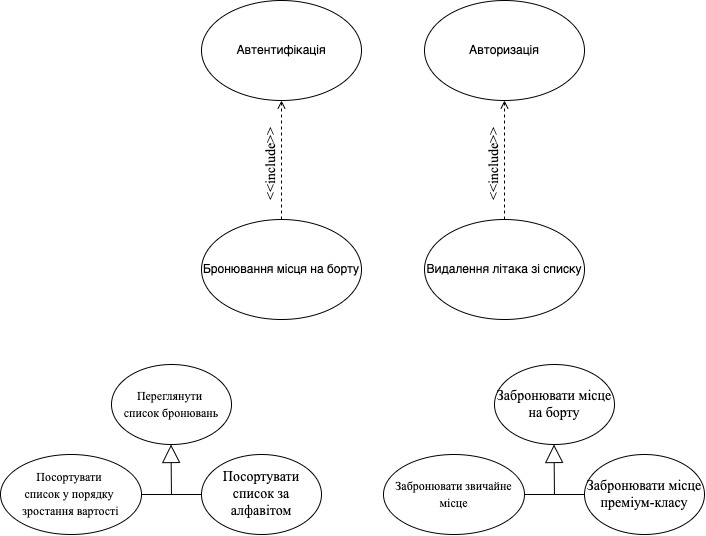 Автентифікація
Авторизація
<<include>>
<<include>>
Бронювання місця на борту
Видалення літака зі списку
Переглянути
список бронювань
Забронювати місце
на борту
Посортувати
список у порядку
зростання вартості
Посортувати
список за
алфавітом
Забронювати звичайне
місце
Забронювати місце
преміум-класу